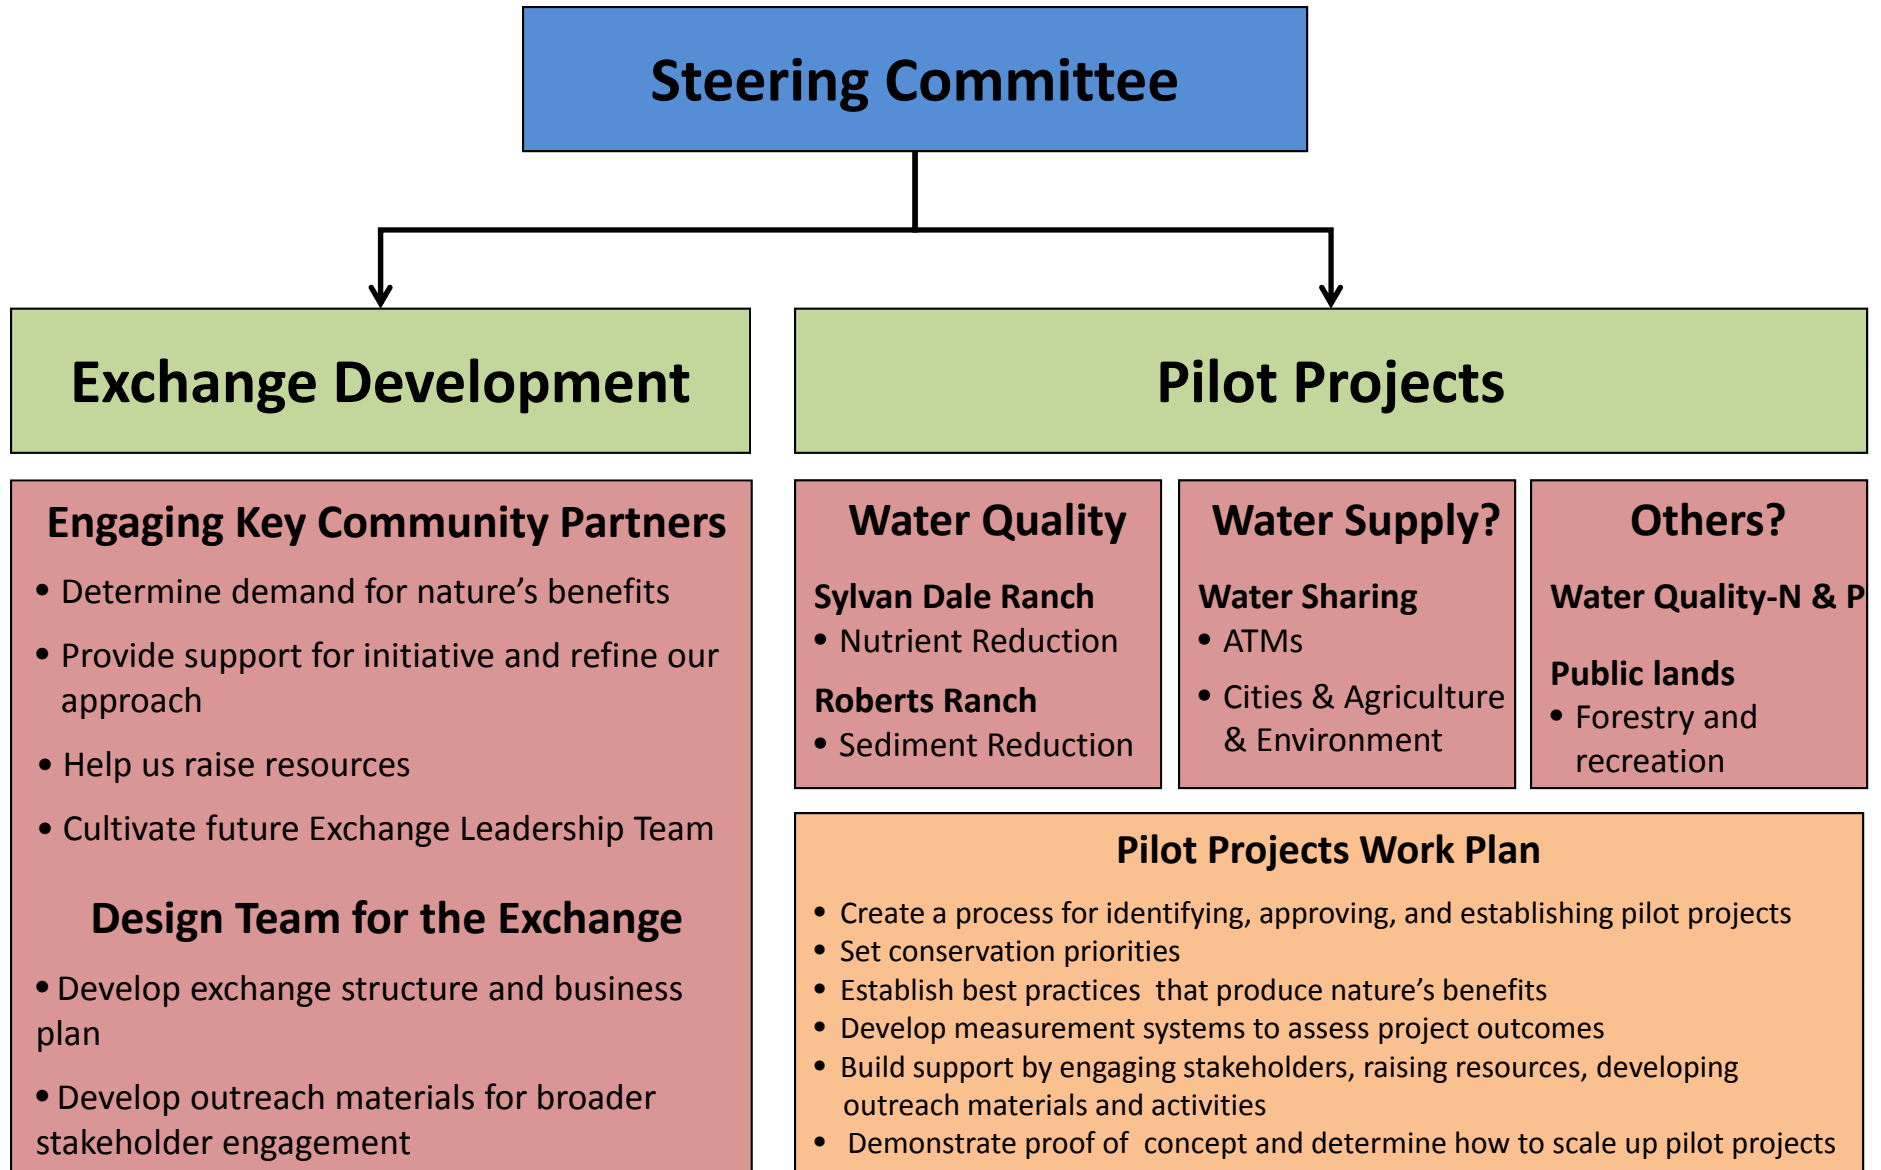 Steering Committee
Exchange Development
Pilot Projects
Engaging Key Community Partners
• Determine demand for nature’s benefits
• Provide support for initiative and refine our
approach
• Help us raise resources
• Cultivate future Exchange Leadership Team
Design Team for the Exchange
• Develop exchange structure and business
plan
• Develop outreach materials for broader
stakeholder engagement
Water Quality
Sylvan Dale Ranch
• Nutrient Reduction
Roberts Ranch
• Sediment Reduction
Water Supply?
Water Sharing
• ATMs
• Cities & Agriculture
& Environment
Others?
Water Quality-N & P
Public lands
• Forestry and
recreation
Pilot Projects Work Plan
• Create a process for identifying, approving, and establishing pilot projects
• Set conservation priorities
• Establish best practices  that produce nature’s benefits
• Develop measurement systems to assess project outcomes
• Build support by engaging stakeholders, raising resources, developing
outreach materials and activities
• Demonstrate proof of  concept and determine how to scale up pilot projects